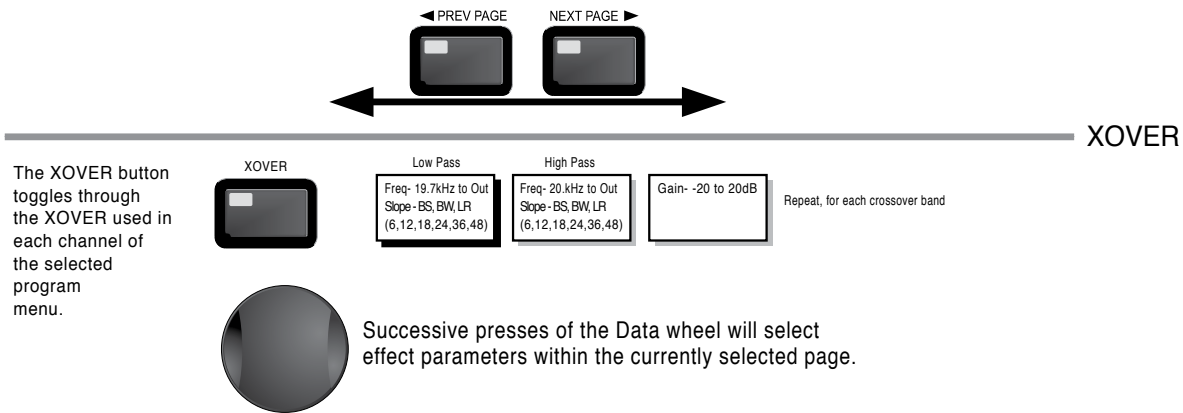 ◄ PREV PAGE NEXT PAGE ►
XOVER
The XOVER button
toggles through
the XOVER used in
each channel of
the selected
program
menu.
XOVER
Low Pass
Freq- 19.7kHz to Out
Slope - BS, BW, LR
(6,12,18,24,36,48)
High Pass
Freq- 20.kHz to Out
Slope - BS, BW, LR
(6,12,18,24,36,48)
Gain- -20 to 20dB
Repeat, for each crossover band
Successive presses of the Data wheel will select
effect parameters within the currently selected page.